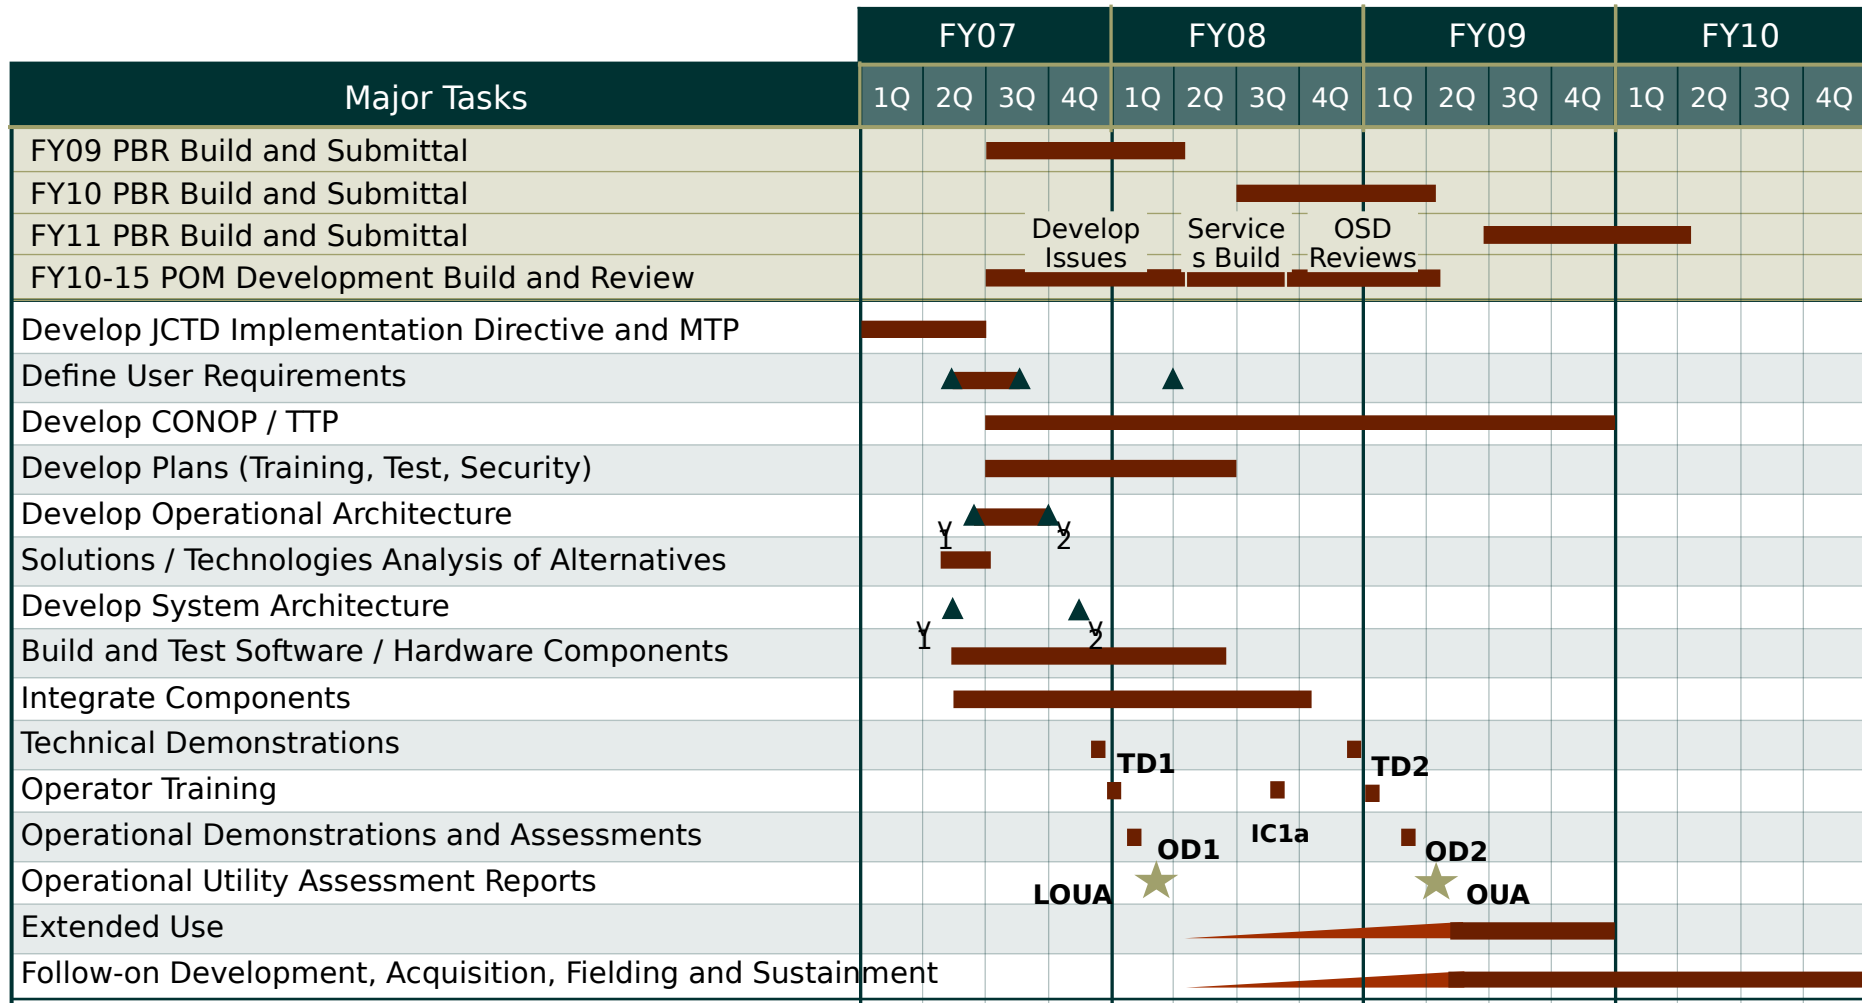 FY07 FY08 FY09 FY10
Major Tasks 1Q 2Q 3Q 4Q 1Q 2Q 3Q 4Q 1Q 2Q 3Q 4Q 1Q 2Q 3Q 4Q
FY09 PBR Build and Submittal
FY10 PBR Build and Submittal
FY11 PBR Build and Submittal
Develop Service OSD
Issues s Build Reviews
FY10-15 POM Development Build and Review
Develop JCTD Implementation Directive and MTP
Define User Requirements
Develop CONOP / TTP
Develop Plans (Training, Test, Security)
Develop Operational Architecture
V V
1 2
Solutions / Technologies Analysis of Alternatives
Develop System Architecture
V V
1 2
Build and Test Software / Hardware Components
Integrate Components
Technical Demonstrations
TD1 TD2
Operator Training
Operational Demonstrations and Assessments
IC1a
OD1 OD2
Operational Utility Assessment Reports
LOUA OUA
Extended Use
Follow-on Development, Acquisition, Fielding and Sustainment